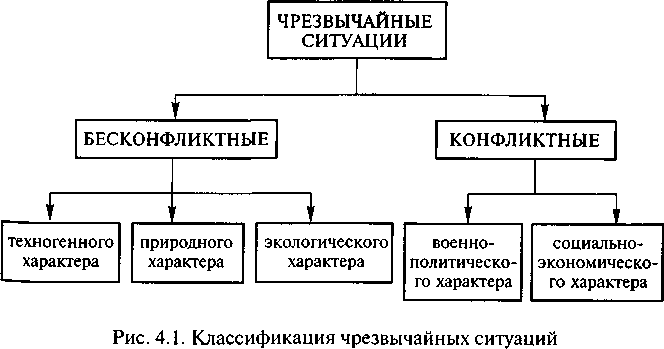 ЧРЕЗВЫЧАЙНЫЕ
СИТУАЦИИ
БЕСКОНФЛИКТНЫЕ
КОНФЛИКТНЫЕ
техногенного
характера
природного
характера
экологического
характера
военно-
политическо-
го характера
социально-
экономическо-
го характера
Рис. 4.1. Классификация чрезвычайных ситуаций